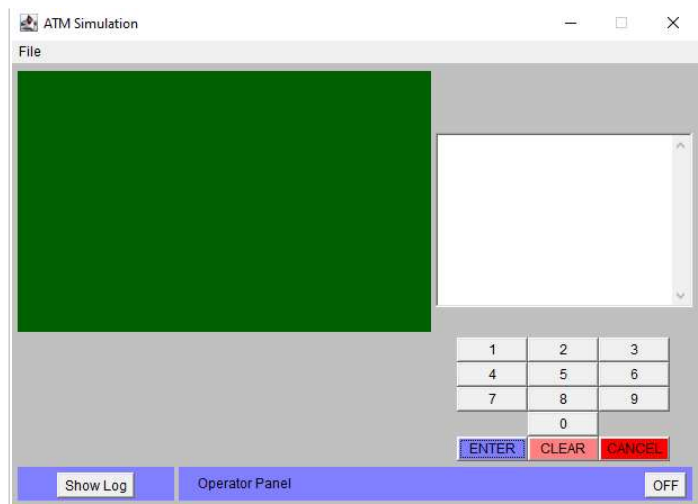 ATM Simulation
File
1 2 3
4 5 6
7 8 9
0
ENTER CLEAR CANCEL
Show Log Operator Panel OFF